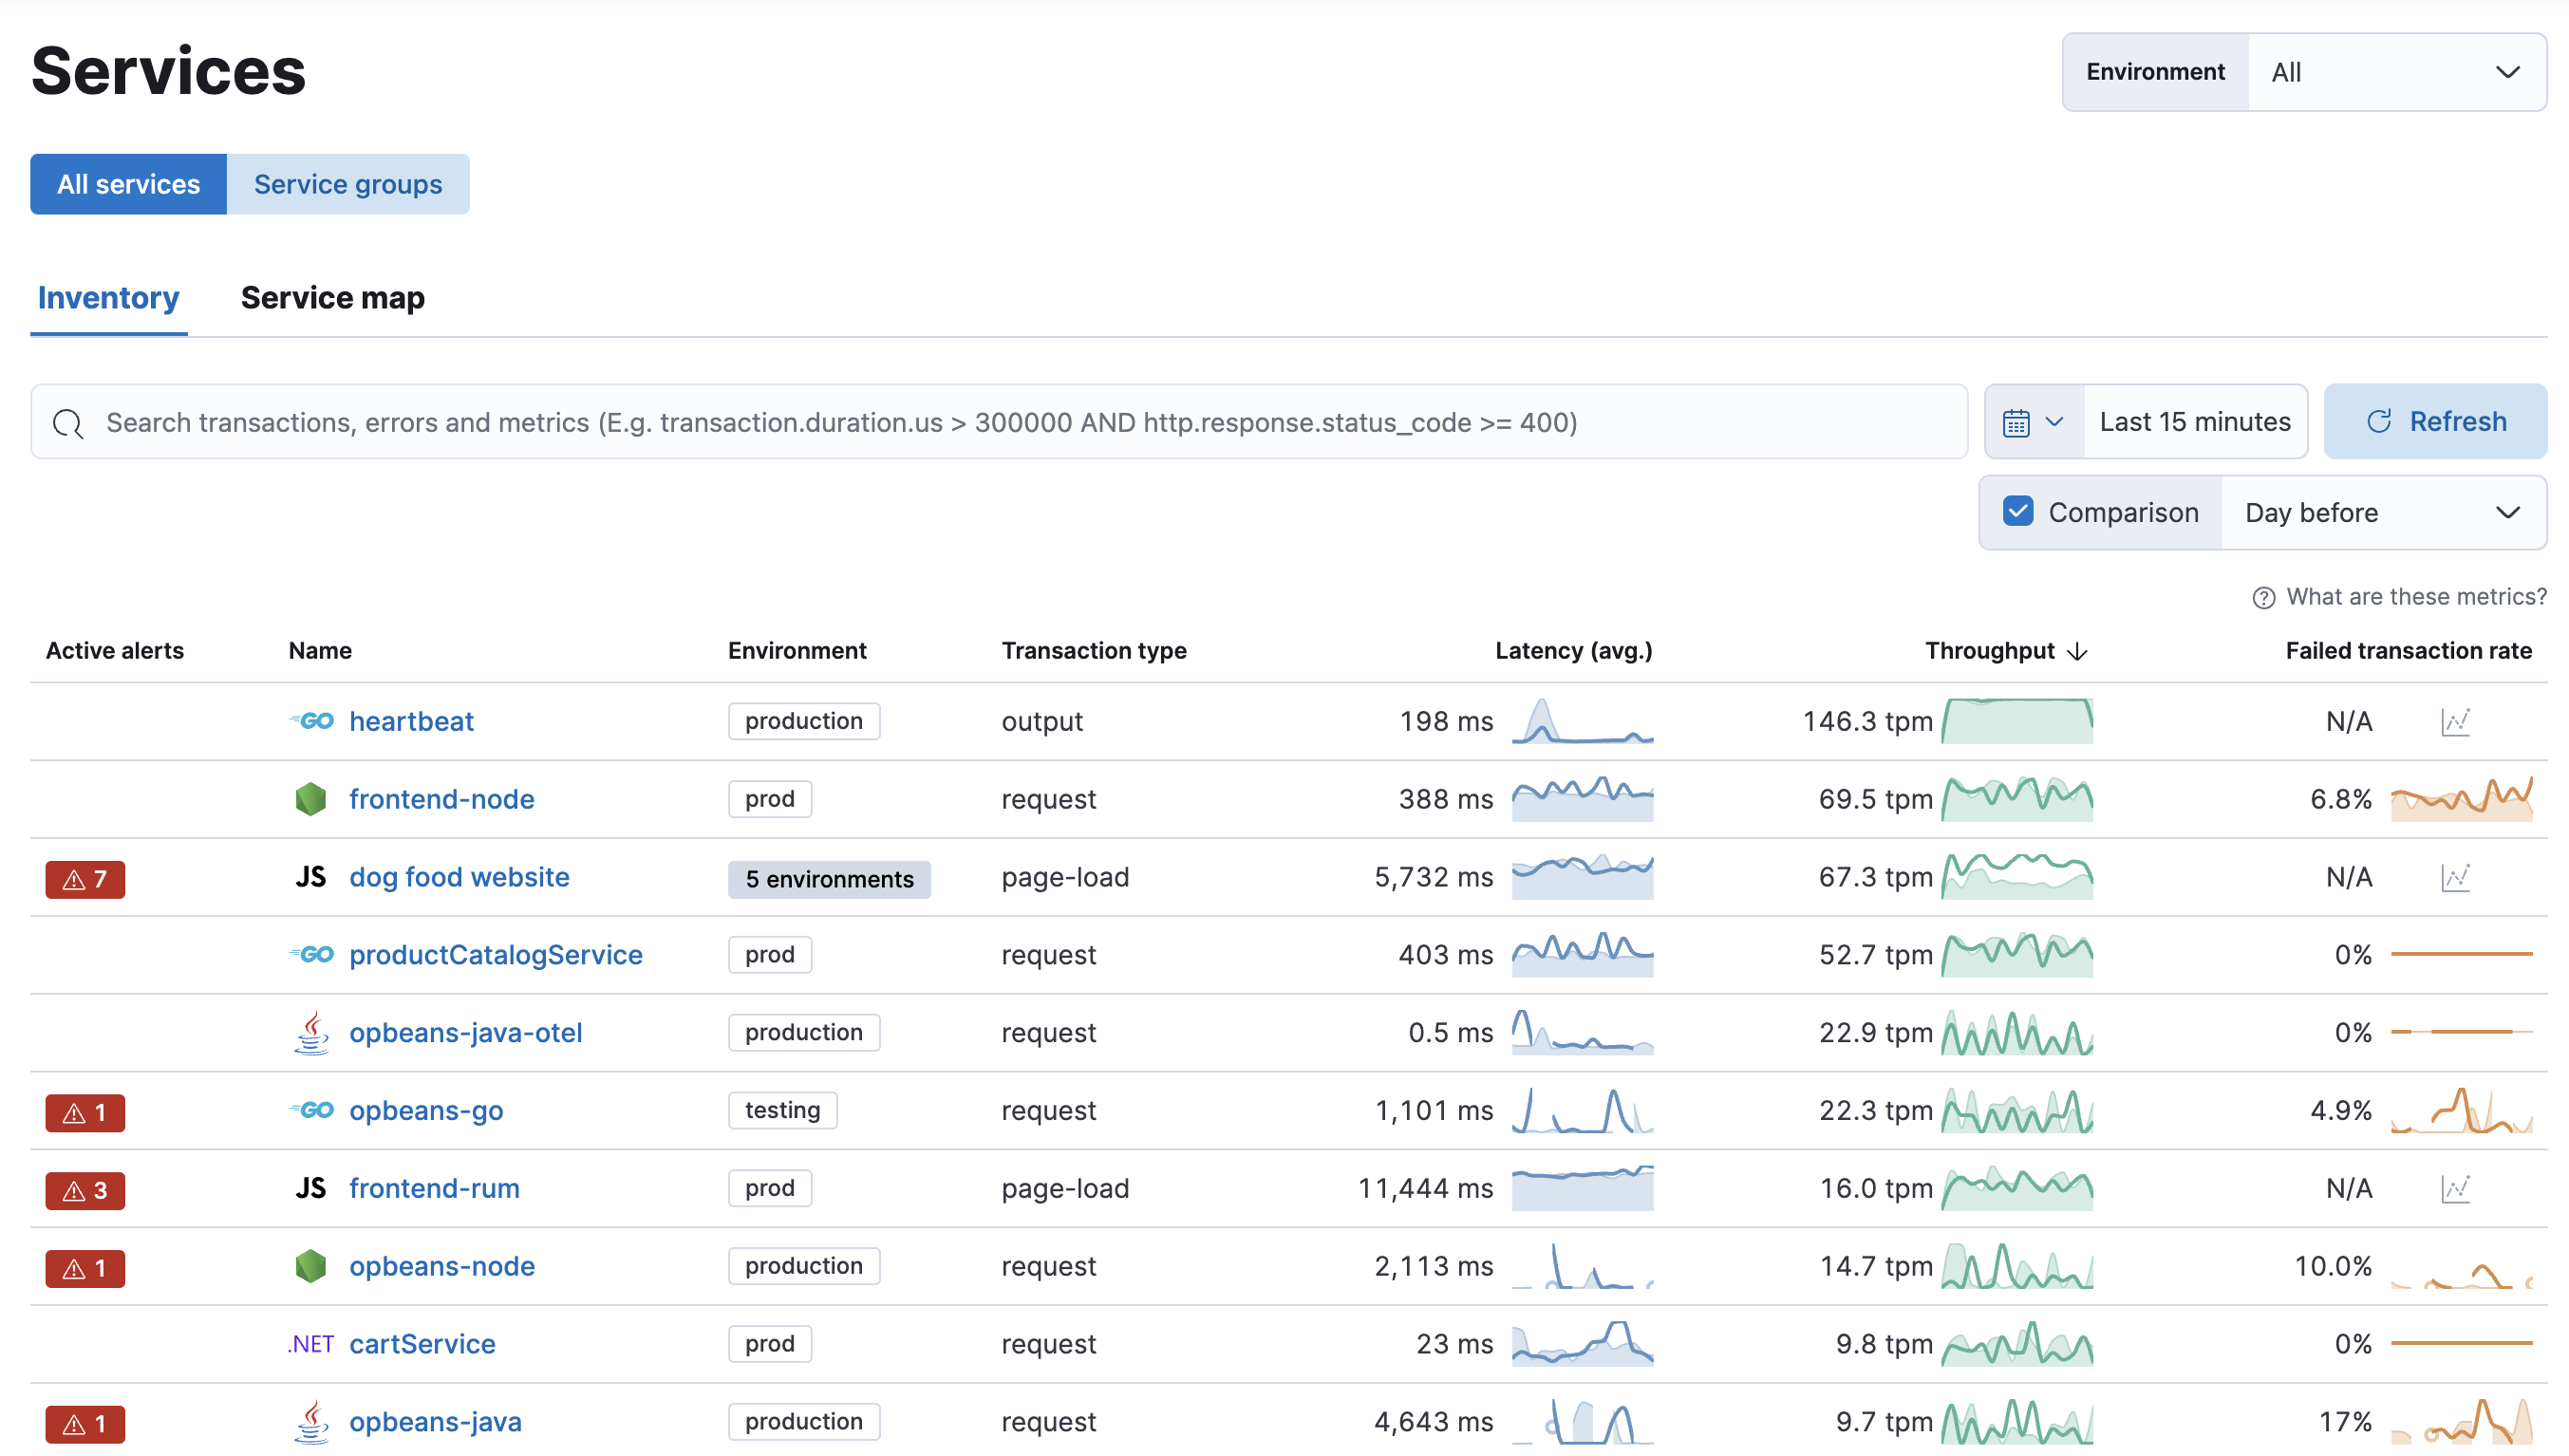 Services
Environment All
All services Service groups
Inventory Service map
Search transactions, errors and metrics (E.g. transaction.duration.us > 300000 AND http.response.status_code >= 400) Last 15 minutes Refresh
Comparison Day before
What are these metrics?
Active alerts Name Environment Transaction type Latency (avg.) Throughput Failed transaction rate
GO heartbeat production output 198 ms 146.3 tpm N/A
frontend-node prod request 388 ms 69.5 tpm 6.8%
7 JS dog food website 5 environments page-load 5,732 ms 67.3 tpm N/A
GO productCatalogService prod request 403 ms 52.7 tpm 0%
opbeans-java-otel production request 0.5 ms 22.9 tpm 0%
1 GO opbeans-go testing request 1,101 ms 22.3 tpm 4.9%
3 JS frontend-rum prod page-load 11,444 ms 16.0 tpm N/A
1 opbeans-node production request 2,113 ms 14.7 tpm 10.0%
.NET cartService prod request 23 ms 9.8 tpm 0%
1 opbeans-java production request 4,643 ms 9.7 tpm 17%